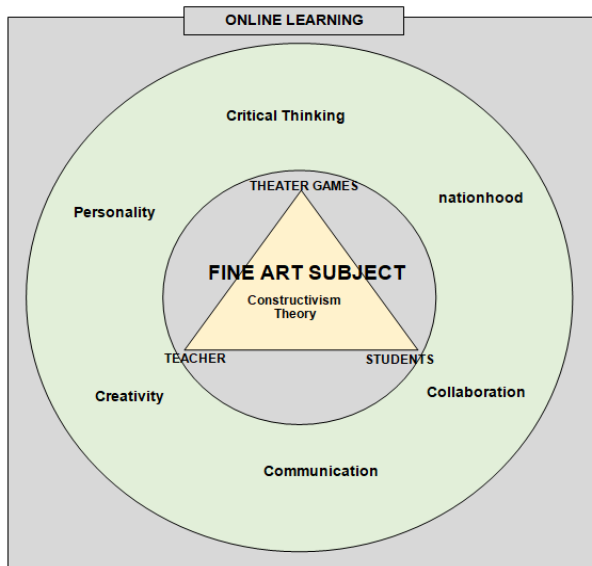 ONLINE LEARNING
Critical Thinking
THEATER GAMES
nationhood
Personality
FINE ART SUBJECT
Constructivism
Theory
TEACHER
STUDENTS
Creativity
Collaboration
Communication